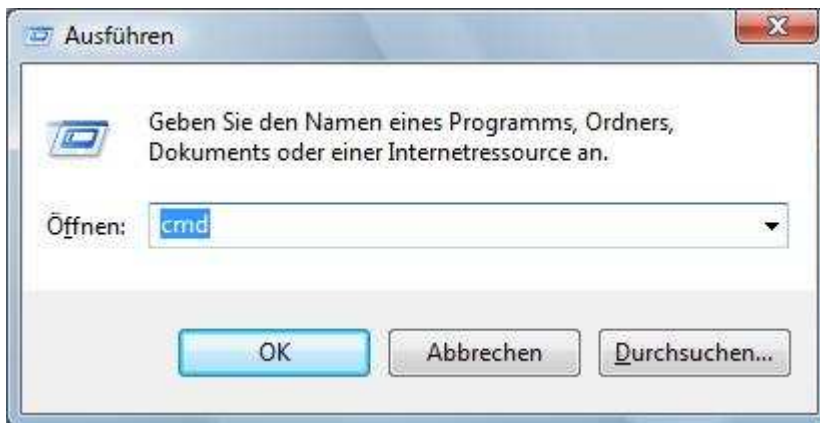 Ausführen
Geben Sie den Namen eines Programms, Ordners,
Dokuments oder einer Internetressource an.
Öffnen: cmd
OK Abbrechen Durchsuchen...